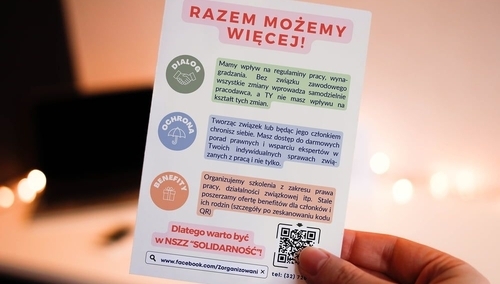 RAZEM MOŻEMY
WIĘCEJ!
DIALOG
Mamy wpływ na regulaminy pracy, wyna-
gradzania. Bez związku zawodowego
wszystkie zmiany wprowadza samodzielnie
pracodawca, a TY nie masz wpływu na
kształt tych zmian.
OCHRONA
Tworząc związek lub będąc jego członkiem
chronisz siebie. Masz dostęp do darmowych
porad prawnych i wsparciu ekspertów w
Twoich indywidualnych sprawach zwią-
zanych z pracą i nie tylko.
BENEFITY
Organizujemy szkolenia z zakresu prawa
pracy, działalności związkowej itp. Stale
poszerzamy ofertę benefitów dla członków i
ich rodzin (szczegóły po zeskanowaniu kodu
QR)
Dlatego warto być
w NSZZ "SOLIDARNOŚĆ"!
www.facebook.com/Zorganizowani
tel: (32)